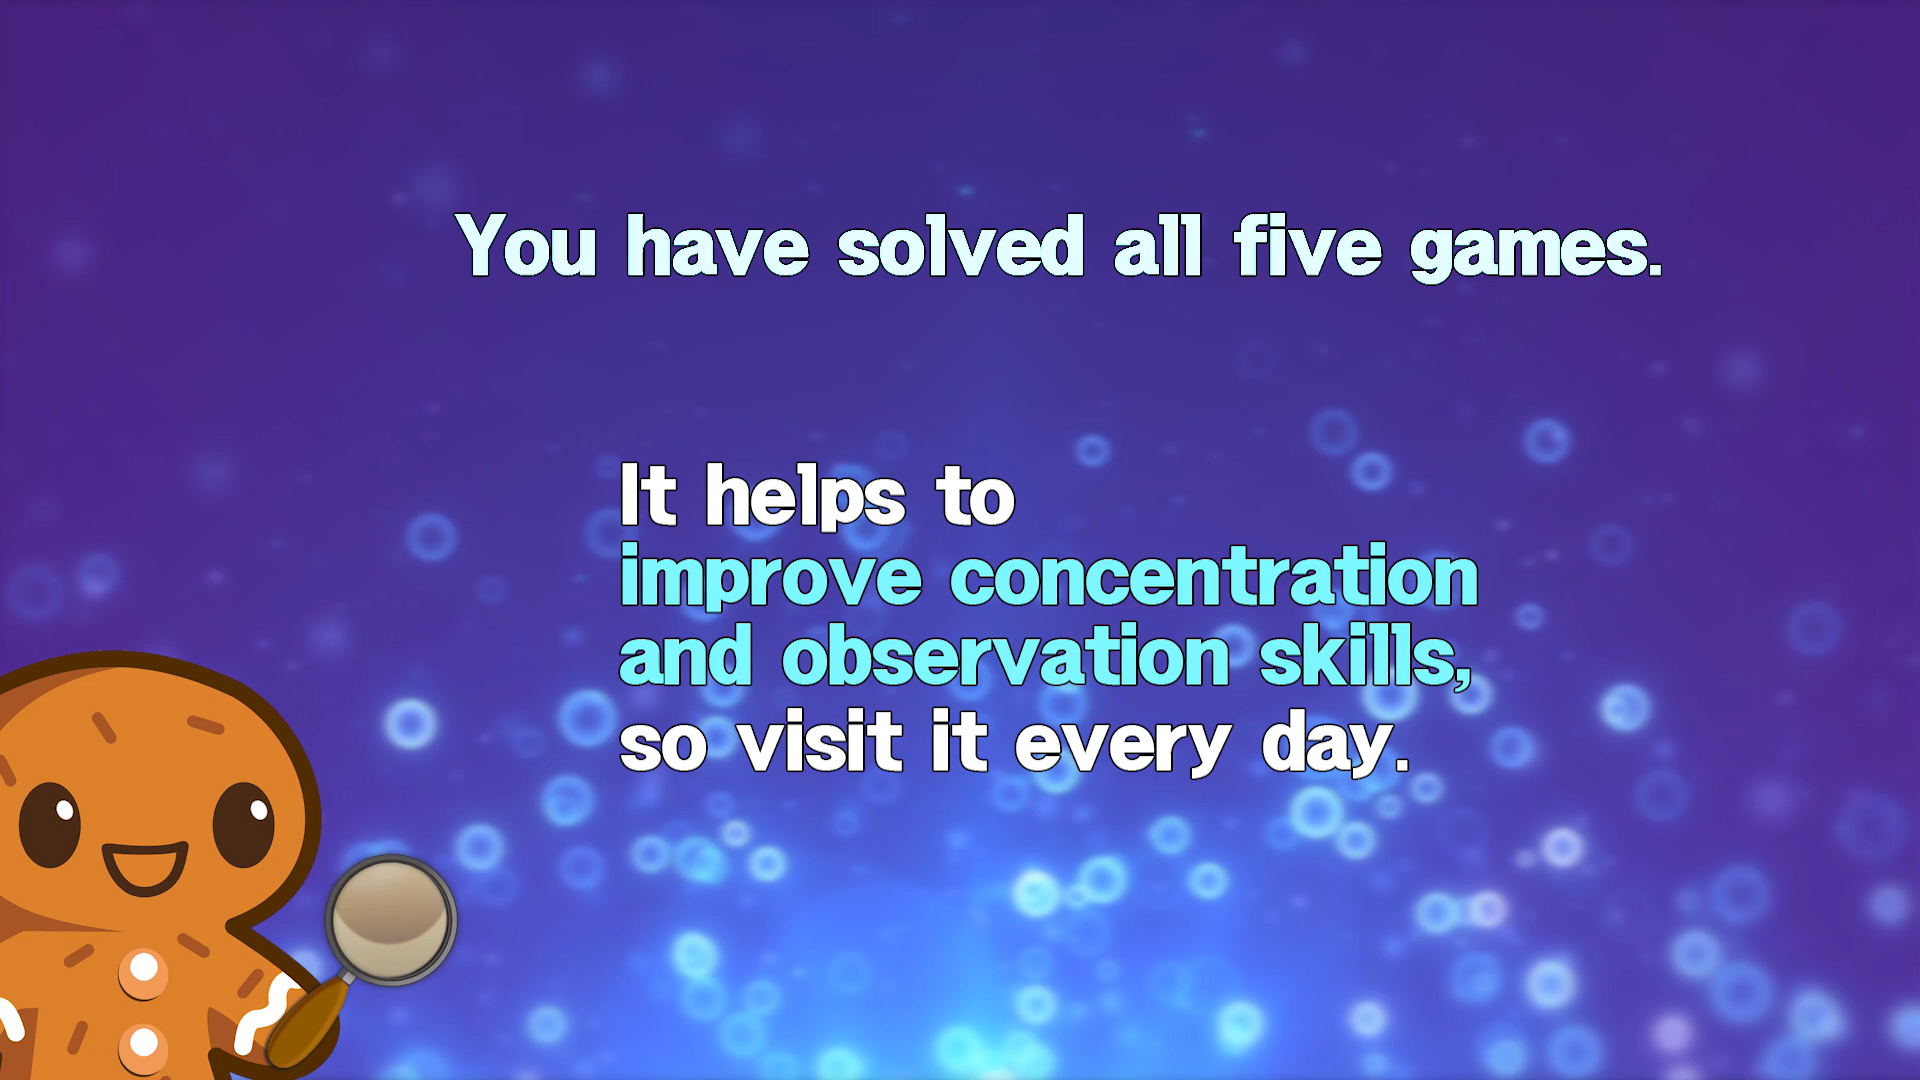 You have solved all five games.
It helps to
improve concentration
and observation skills,
so visit it every day.